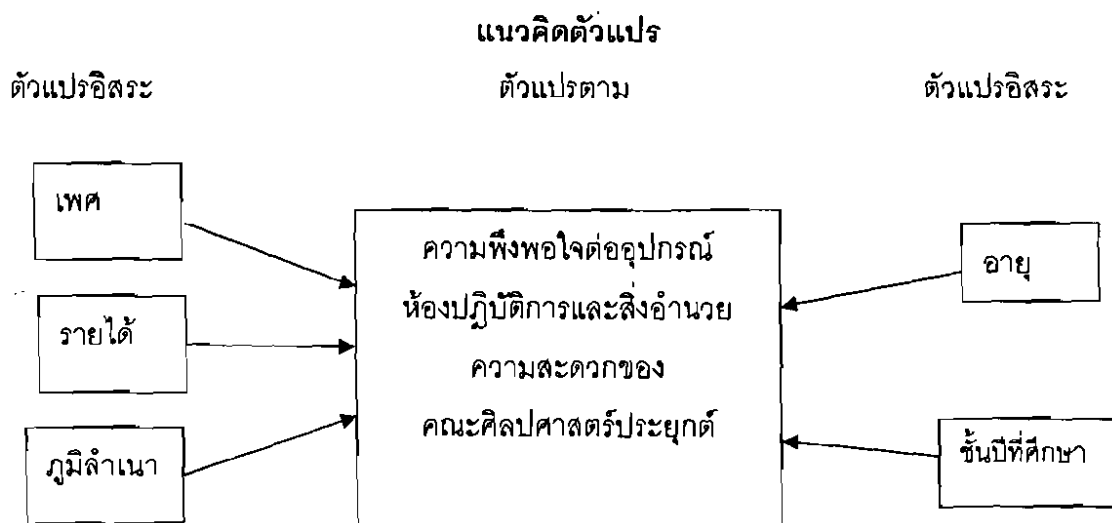 แนวคิดตัวแปร
ตัวแปรอิสระ ตัวแปรตาม ตัวแปรอิสระ
เพศ
รายได้
ภูมิลำเนา
ความพึงพอใจต่ออุปกรณ์
ห้องปฏิบัติการและสิ่งอำนวย
ความสะดวกของ
คณะศิลปศาสตร์ประยุกต์
อายุ
ชั้นปีที่ศึกษา